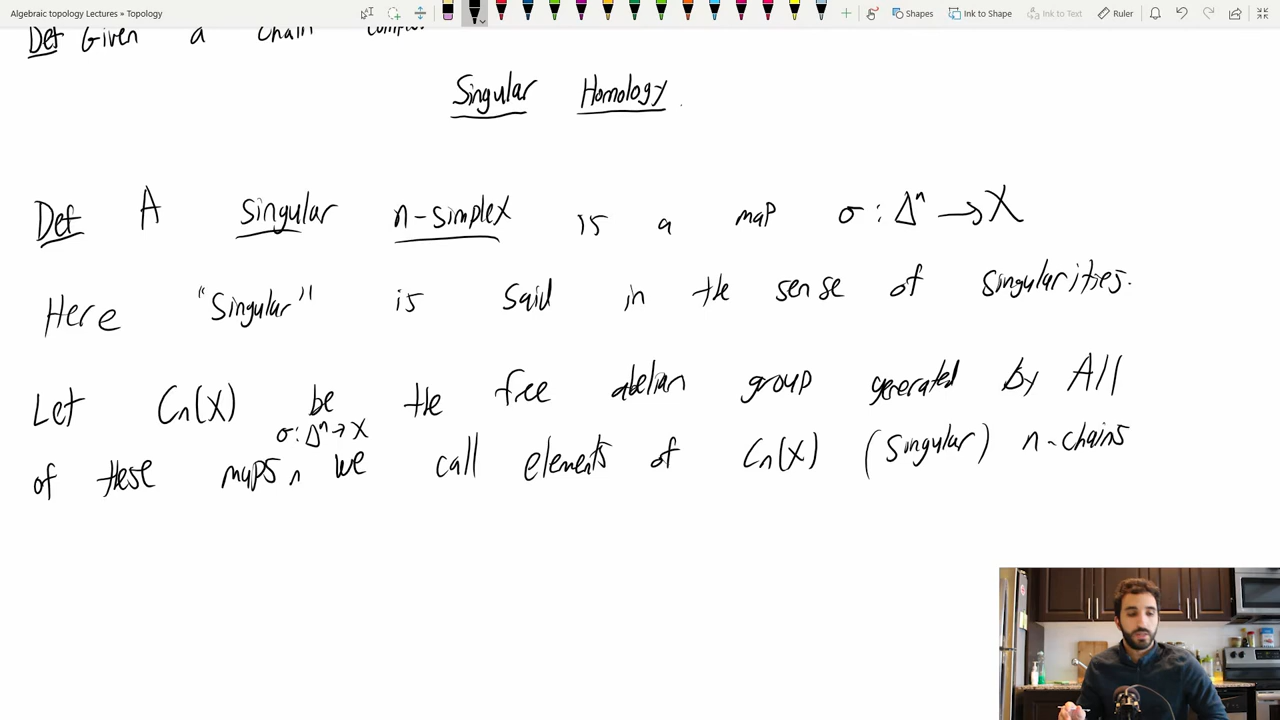 Algebraic topology Lectures » Topology
Shapes Ink to Shape Ink to Text Ruler
Def Given a chain
Singular Homology.
Def A singular n-simplex is a map σ : Δⁿ → X
Here "Singular" is said in the sense of singularities.
Let Cn(X) be the free abelian group generated by All
σ: Δⁿ → X
of these maps, we call elements of Cn(X) (singular) n-chains